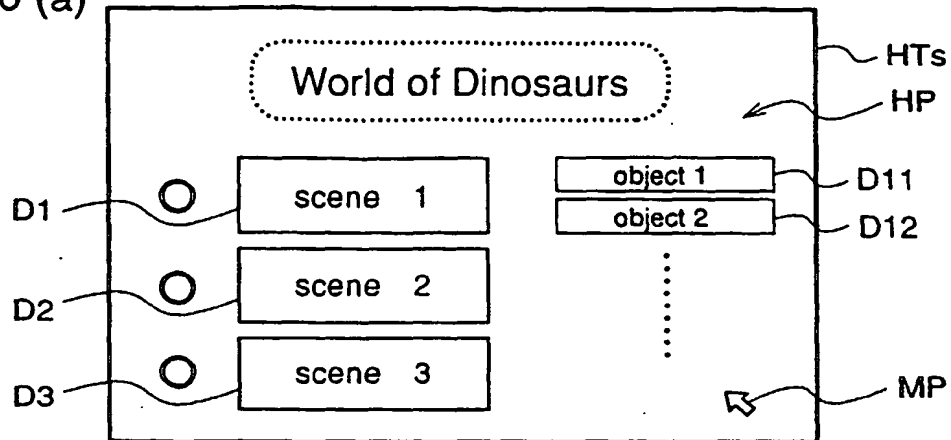 (a)
World of Dinosaurs
HTs
HP
D1
scene 1
object 1
D11
object 2
D12
D2
scene 2
D3
scene 3
MP